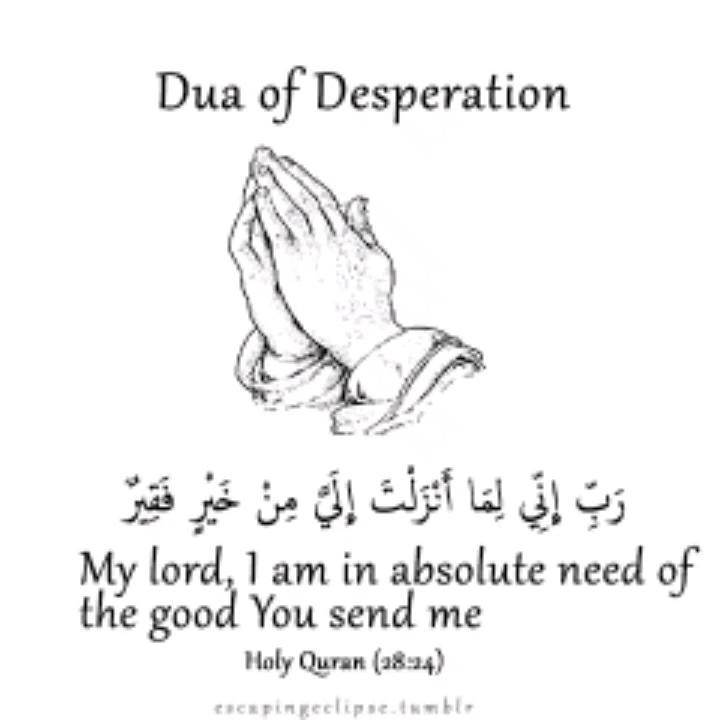 Dua of Desperation
رَبِّ إِنِّي لِمَا أَنْزَلْتَ إِلَيَّ مِنْ خَيْرٍ فَقِيرٌ
My lord, I am in absolute need of
the good You send me
Holy Quran (28:24)
escapingeclipse.tumblr